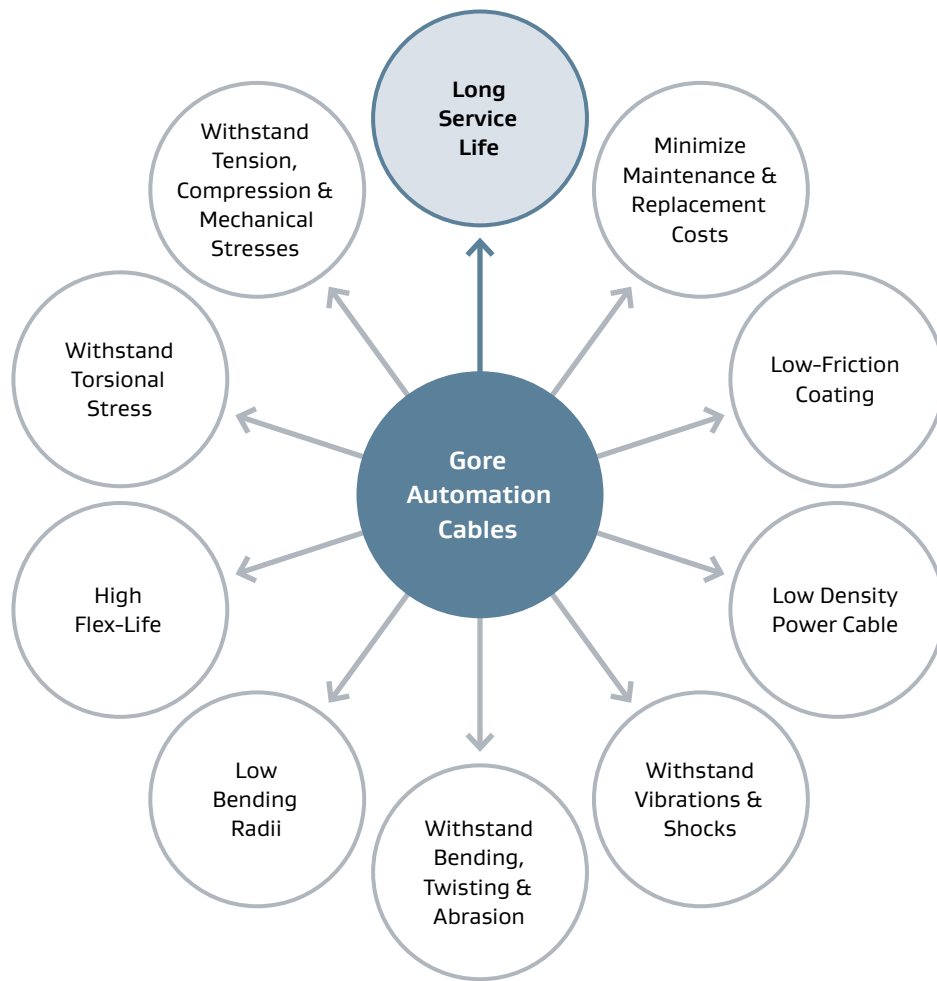 Long
Service
Life
Minimize
Maintenance &
Replacement
Costs
Low-Friction
Coating
Low Density
Power Cable
Withstand
Vibrations &
Shocks
Withstand
Bending,
Twisting &
Abrasion
Low
Bending
Radii
High
Flex-Life
Withstand
Torsional
Stress
Withstand
Tension,
Compression &
Mechanical
Stresses
Gore
Automation
Cables